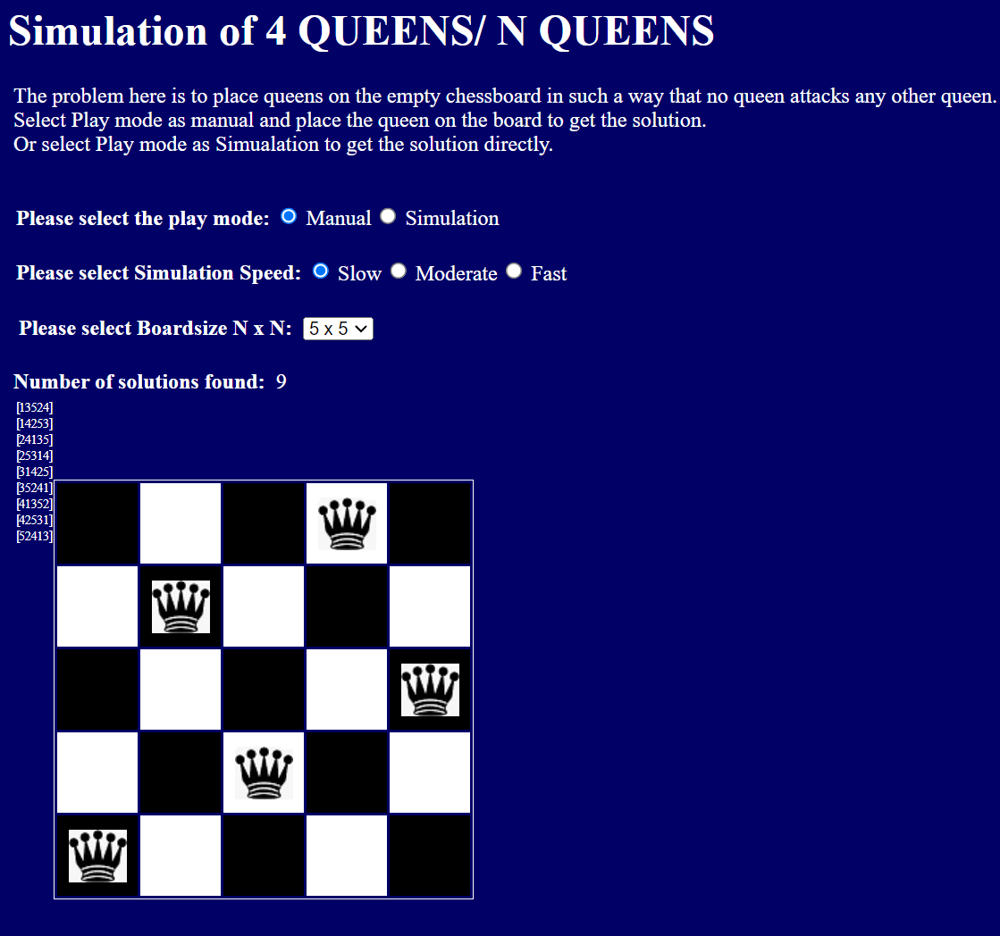 Simulation of 4 QUEENS/ N QUEENS
The problem here is to place queens on the empty chessboard in such a way that no queen attacks any other queen.
Select Play mode as manual and place the queen on the board to get the solution.
Or select Play mode as Simualation to get the solution directly.
Please select the play mode: Manual Simulation
Please select Simulation Speed: Slow Moderate Fast
Please select Boardsize N x N: 5 x 5
Number of solutions found: 9
[13524]
[14253]
[24135]
[25314]
[31425]
[35241]
[41352]
[42531]
[52413]